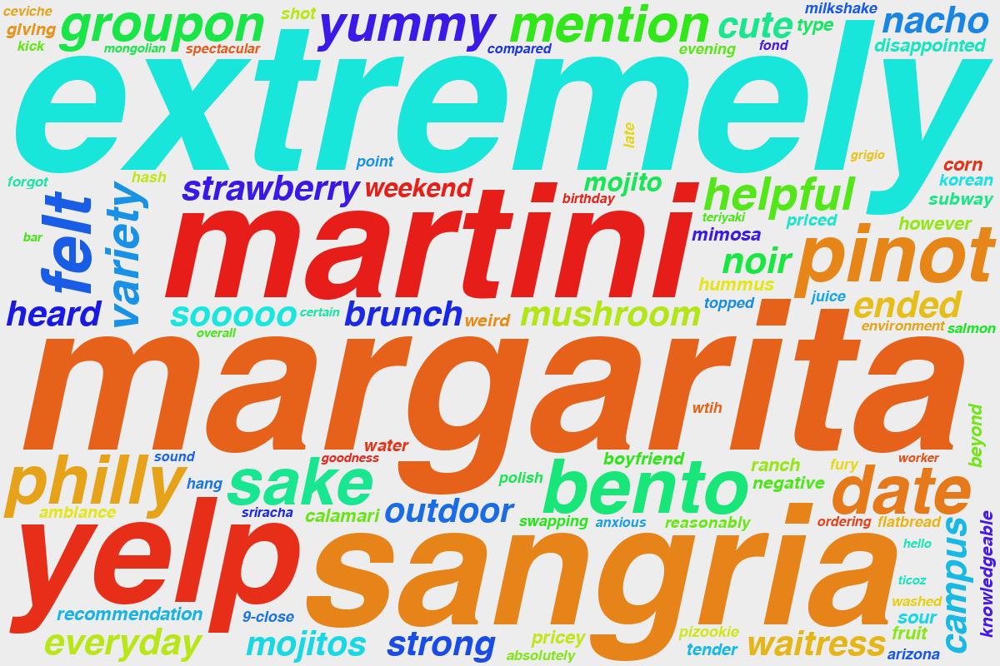 ceviche
giving
groupon
shot
yummy
mention
cute
type
milkshake
nacho
kick
mongolian
spectacular
compared
evening
fond
disappointed
extremely
late
point
grigio
corn
forgot
hash
korean
subway
strawberry
weekend
mojito
birthday
helpful
teriyaki
priced
however
felt
variety
bar
martini
mimosa
noir
pinot
hummus
heard
sooooo
certain
brunch
weird
mushroom
topped
juice
ended
overall
environment
salmon
margarita
wtih
beyond
water
goodness
sound
philly
hang
sake
polish
boyfriend
bento
ranch
negative
fury
worker
date
ambiance
sriracha
calamari
outdoor
swapping
anxious
reasonably
ordering
flatbread
yelp
sangria
hello
campus
knowledgeable
ticoz
washed
recommendation
9-close
sour
everyday
mojitos
strong
pricey
absolutely
pizookie
tender
waitress
fruit
arizona